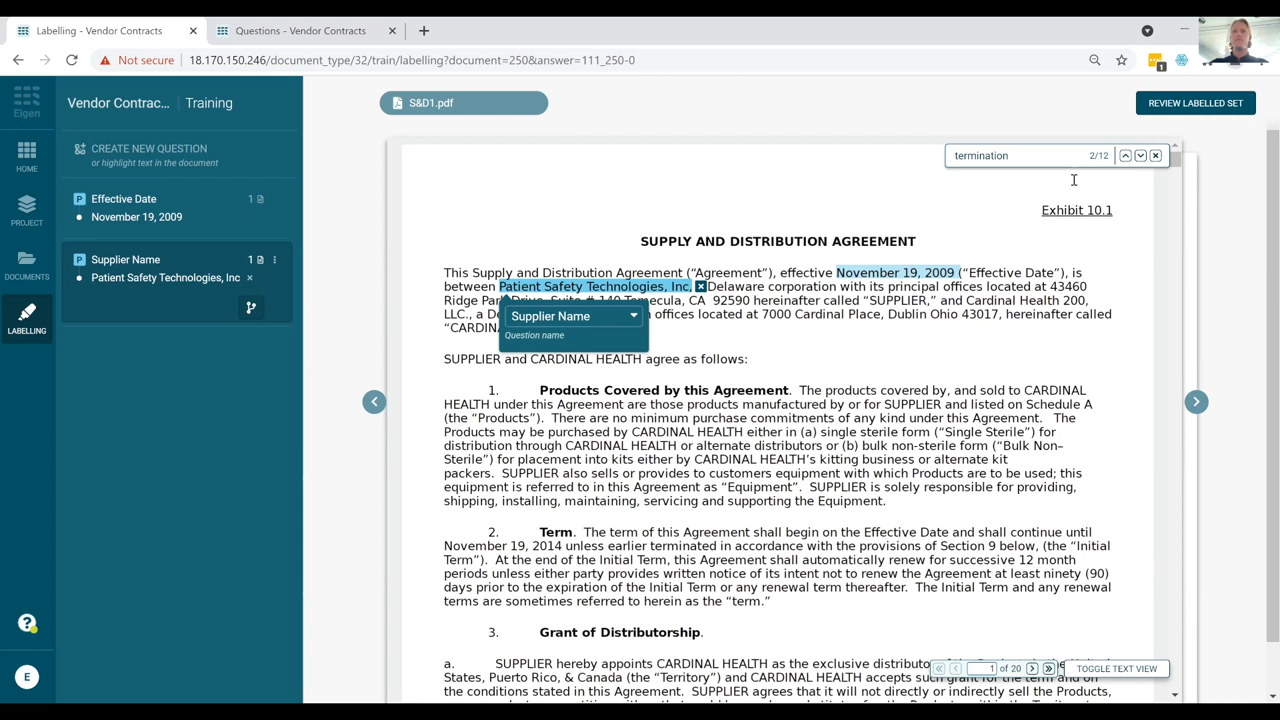 Labelling - Vendor Contracts
Questions - Vendor Contracts
Not secure
18.170.150.246/document_type/32/train/labelling?document=250&answer=111_250-0
1
Eigen
HOME
PROJECT
DOCUMENTS
LABELLING
E
Vendor Contrac...
Training
CREATE NEW QUESTION
or highlight text in the document
P Effective Date 1
November 19, 2009
P Supplier Name 1
Patient Safety Technologies, Inc
S&D1.pdf
REVIEW LABELLED SET
termination 2/12
Exhibit 10.1
SUPPLY AND DISTRIBUTION AGREEMENT
This Supply and Distribution Agreement (“Agreement”), effective November 19, 2009 (“Effective Date”), is
between Patient Safety Technologies, Inc, Delaware corporation with its principal offices located at 43460
Ridge Park Drive, Suite # 140 Temecula, CA 92590 hereinafter called “SUPPLIER,” and Cardinal Health 200,
LLC., a De offices located at 7000 Cardinal Place, Dublin Ohio 43017, hereinafter called
“CARDINA
Supplier Name
Question name
SUPPLIER and CARDINAL HEALTH agree as follows:
1. Products Covered by this Agreement. The products covered by, and sold to CARDINAL
HEALTH under this Agreement are those products manufactured by or for SUPPLIER and listed on Schedule A
(the “Products”). There are no minimum purchase commitments of any kind under this Agreement. The
Products may be purchased by CARDINAL HEALTH either in (a) single sterile form (“Single Sterile”) for
distribution through CARDINAL HEALTH or alternate distributors or (b) bulk non-sterile form (“Bulk Non–
Sterile”) for placement into kits either by CARDINAL HEALTH’s kitting business or alternate kit
packers. SUPPLIER also sells or provides to customers equipment with which Products are to be used; this
equipment is referred to in this Agreement as “Equipment”. SUPPLIER is solely responsible for providing,
shipping, installing, maintaining, servicing and supporting the Equipment.
2. Term. The term of this Agreement shall begin on the Effective Date and shall continue until
November 19, 2014 unless earlier terminated in accordance with the provisions of Section 9 below, (the “Initial
Term”). At the end of the Initial Term, this Agreement shall automatically renew for successive 12 month
periods unless either party provides written notice of its intent not to renew the Agreement at least ninety (90)
days prior to the expiration of the Initial Term or any renewal term thereafter. The Initial Term and any renewal
terms are sometimes referred to herein as the “term.”
3. Grant of Distributorship.
a. SUPPLIER hereby appoints CARDINAL HEALTH as the exclusive distributo
States, Puerto Rico, & Canada (the “Territory”) and CARDINAL HEALTH accepts such grant for the term and on
the conditions stated in this Agreement. SUPPLIER agrees that it will not directly or indirectly sell the Products,
1 of 20
TOGGLE TEXT VIEW